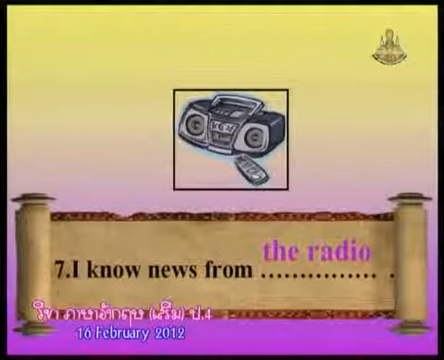 the radio
7.I know news from ............... .
วิชา ภาษาอังกฤษ (เสริม) ป.4
16 February 2012